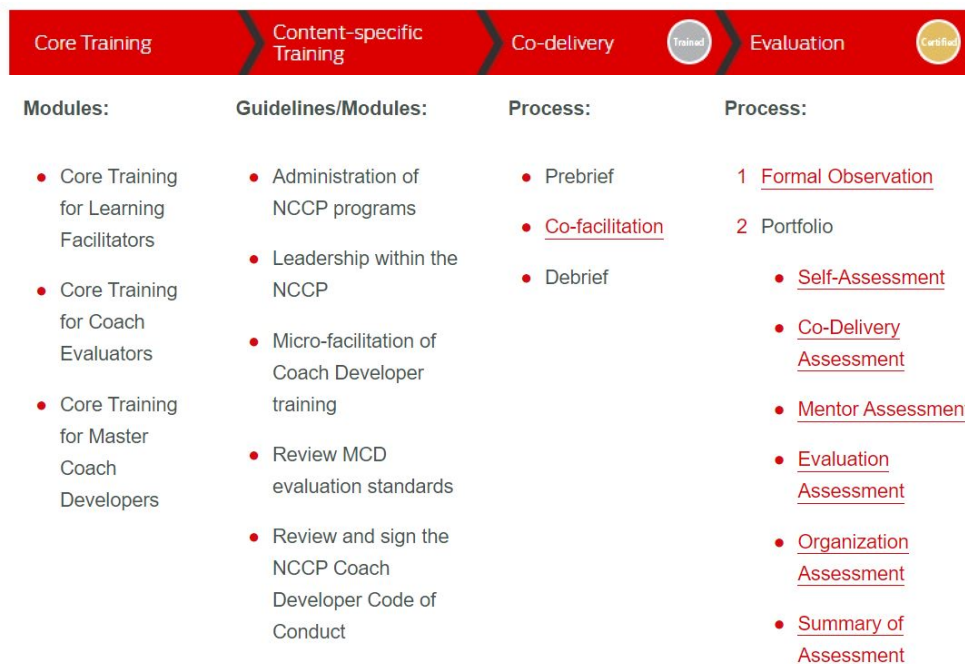 Core Training
Content-specific
Training
Co-delivery
Trained
Evaluation
Certified
Modules:
Core Training
for Learning
Facilitators
Core Training
for Coach
Evaluators
Core Training
for Master
Coach
Developers
Guidelines/Modules:
Administration of
NCCP programs
Leadership within the
NCCP
Micro-facilitation of
Coach Developer
training
Review MCD
evaluation standards
Review and sign the
NCCP Coach
Developer Code of
Conduct
Process:
Prebrief
Co-facilitation
Debrief
Process:
1 Formal Observation
2 Portfolio
Self-Assessment
Co-Delivery
Assessment
Mentor Assessment
Evaluation
Assessment
Organization
Assessment
Summary of
Assessment